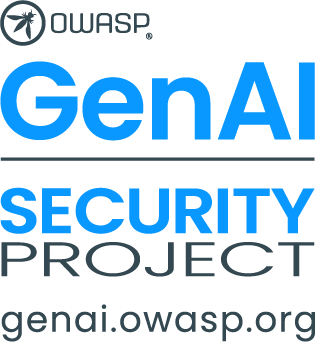 OWASP®
GenAI
SECURITY
PROJECT
genai.owasp.org